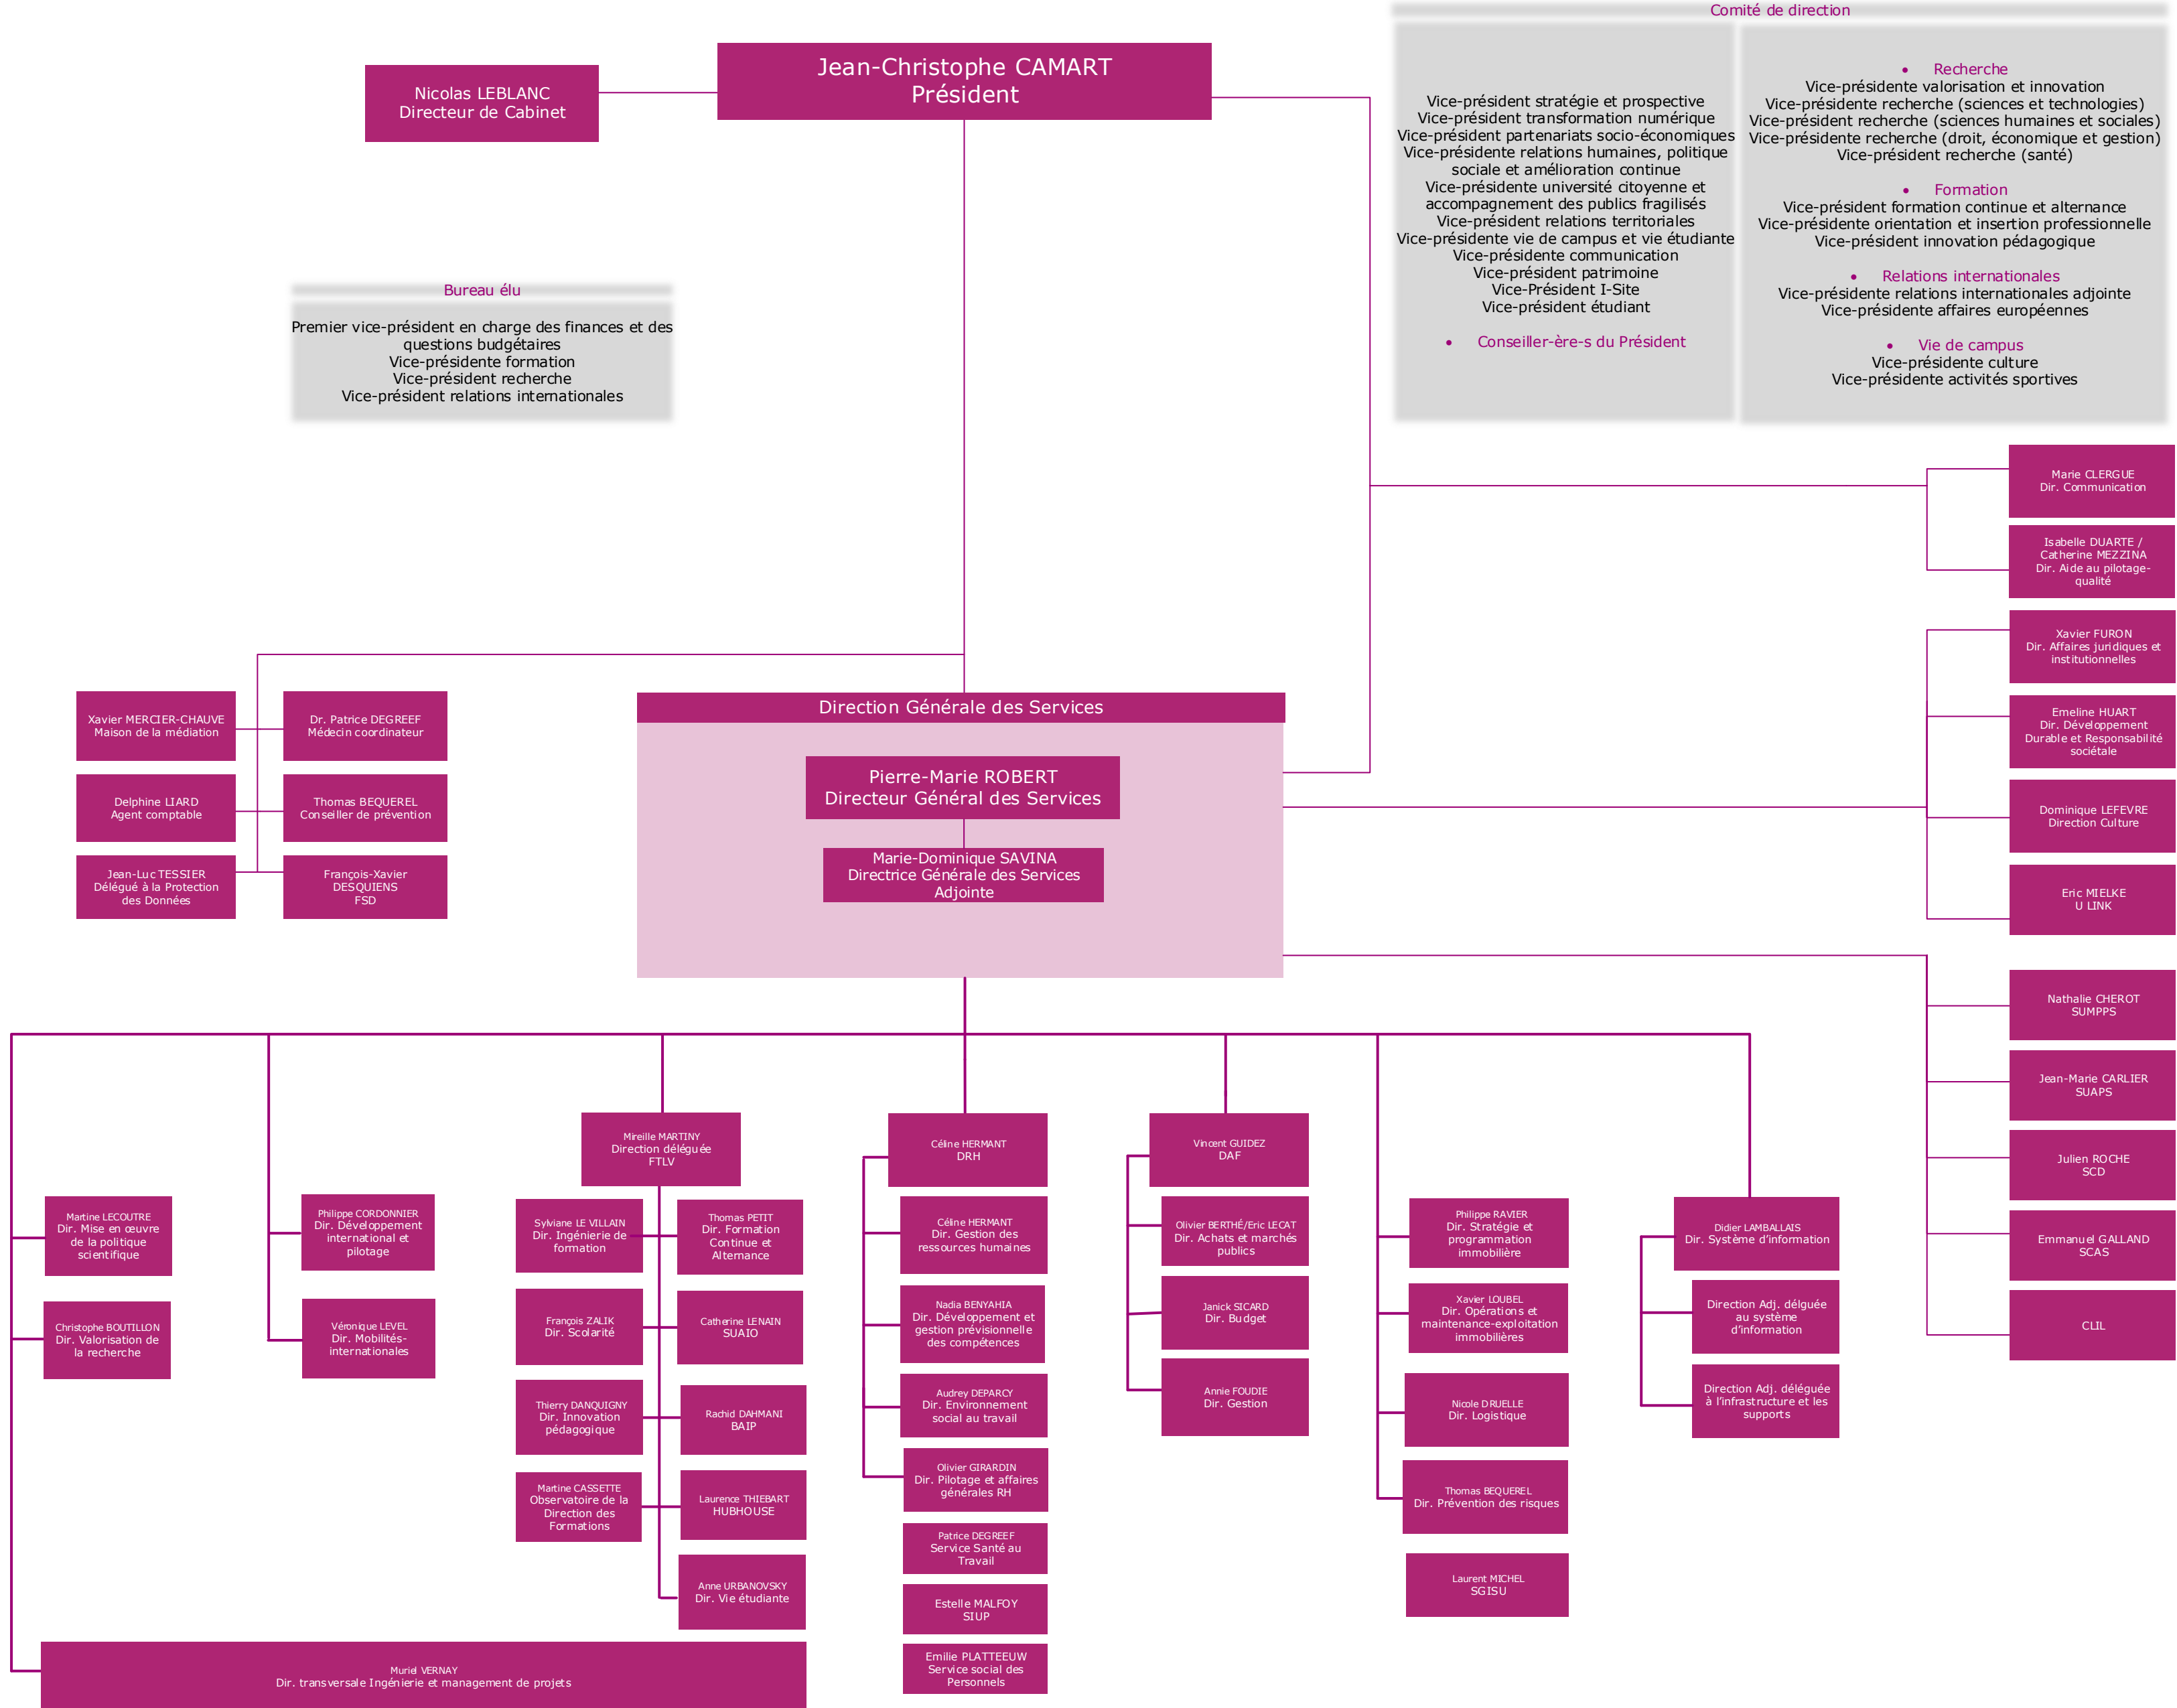 Comité de direction
Jean-Christophe CAMART
Président
Nicolas LEBLANC
Directeur de Cabinet
Vice-président stratégie et prospective
Vice-président transformation numérique
Vice-président partenariats socio-économiques
Vice-présidente relations humaines, politique
sociale et amélioration continue
Vice-présidente université citoyenne et
accompagnement des publics fragilisés
Vice-président relations territoriales
Vice-présidente vie de campus et vie étudiante
Vice-présidente communication
Vice-président patrimoine
Vice-Président I-Site
Vice-président étudiant
• Conseiller-ère-s du Président
• Recherche
Vice-présidente valorisation et innovation
Vice-présidente recherche (sciences et technologies)
Vice-président recherche (sciences humaines et sociales)
Vice-présidente recherche (droit, économique et gestion)
Vice-président recherche (santé)
• Formation
Vice-président formation continue et alternance
Vice-présidente orientation et insertion professionnelle
Vice-président innovation pédagogique
• Relations internationales
Vice-présidente relations internationales adjointe
Vice-présidente affaires européennes
• Vie de campus
Vice-présidente culture
Vice-présidente activités sportives
Bureau élu
Premier vice-président en charge des finances et des
questions budgétaires
Vice-présidente formation
Vice-président recherche
Vice-président relations internationales
Marie CLERGUE
Dir. Communication
Isabelle DUARTE /
Catherine MEZZINA
Dir. Aide au pilotage-
qualité
Xavier FURON
Dir. Affaires juridiques et
institutionnelles
Emeline HUART
Dir. Développement
Durable et Responsabilité
sociétale
Dominique LEFEVRE
Direction Culture
Eric MIELKE
U LINK
Xavier MERCIER-CHAUVE
Maison de la médiation
Dr. Patrice DEGREEF
Médecin coordinateur
Delphine LIARD
Agent comptable
Thomas BEQUEREL
Conseiller de prévention
Jean-Luc TESSIER
Délégué à la Protection
des Données
François-Xavier
DESQUIENS
FSD
Direction Générale des Services
Pierre-Marie ROBERT
Directeur Général des Services
Marie-Dominique SAVINA
Directrice Générale des Services
Adjointe
Nathalie CHEROT
SUMPPS
Jean-Marie CARLIER
SUAPS
Julien ROCHE
SCD
Emmanuel GALLAND
SCAS
CLIL
Martine LECOUTRE
Dir. Mise en œuvre
de la politique
scientifique
Christophe BOUTILLON
Dir. Valorisation de
la recherche
Philippe CORDONNIER
Dir. Développement
international et
pilotage
Véronique LEVEL
Dir. Mobilités-
internationales
Mireille MARTINY
Direction déléguée
FTLV
Sylviane LE VILLAIN
Dir. Ingénierie de
formation
Thomas PETIT
Dir. Formation
Continue et
Alternance
François ZALIK
Dir. Scolarité
Catherine LENAIN
SUAIO
Thierry DANQUIGNY
Dir. Innovation
pédagogique
Rachid DAHMANI
BAIP
Martine CASSETTE
Observatoire de la
Direction des
Formations
Laurence THIEBART
HUBHOUSE
Anne URBANOVSKY
Dir. Vie étudiante
Céline HERMANT
DRH
Céline HERMANT
Dir. Gestion des
ressources humaines
Nadia BENYAHIA
Dir. Développement et
gestion prévisionnelle
des compétences
Audrey DEPARCY
Dir. Environnement
social au travail
Olivier GIRARDIN
Dir. Pilotage et affaires
générales RH
Patrice DEGREEF
Service Santé au
Travail
Estelle MALFOY
SIUP
Emilie PLATTEEUW
Service social des
Personnels
Vincent GUIDEZ
DAF
Olivier BERTHÉ/Eric LECAT
Dir. Achats et marchés
publics
Janick SICARD
Dir. Budget
Annie FOUDIE
Dir. Gestion
Philippe RAVIER
Dir. Stratégie et
programmation
immobilière
Xavier LOUBEL
Dir. Opérations et
maintenance-exploitation
immobilières
Nicole DRUELLE
Dir. Logistique
Thomas BEQUEREL
Dir. Prévention des risques
Laurent MICHEL
SGISU
Didier LAMBALLAIS
Dir. Système d'information
Direction Adj. délguée
au système
d'information
Direction Adj. déléguée
à l'infrastructure et les
supports
Muriel VERNAY
Dir. transversale Ingénierie et management de projets